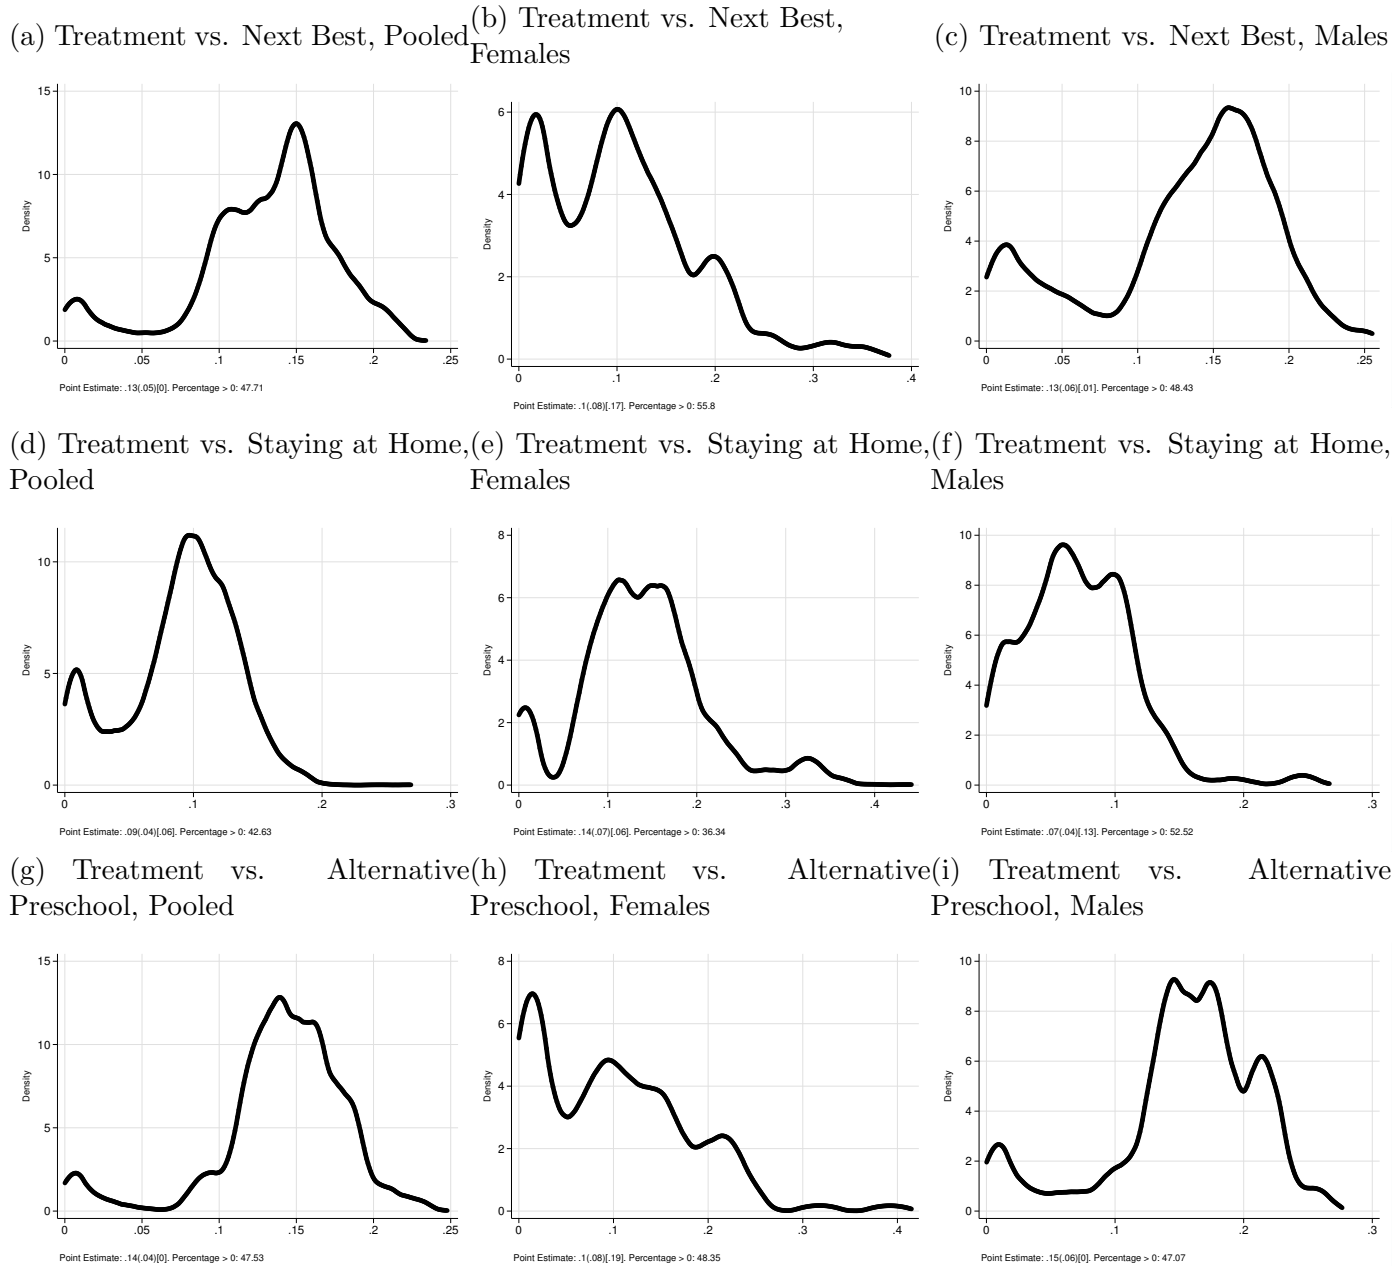 (a) Treatment vs. Next Best, Pooled
15
10
5
0
Density
0 .05 .1 .15 .2 .25
Point Estimate: .13(.05)[0]. Percentage > 0: 47.71
(b) Treatment vs. Next Best,
Females
6
4
2
0
Density
0 .1 .2 .3 .4
Point Estimate: .1(.08)[.17]. Percentage > 0: 55.8
(c) Treatment vs. Next Best, Males
10
8
6
4
2
0
Density
0 .05 .1 .15 .2 .25
Point Estimate: .13(.06)[.01]. Percentage > 0: 48.43
(d) Treatment vs. Staying at Home,
Pooled
10
5
0
Density
0 .1 .2 .3
Point Estimate: .09(.04)[.06]. Percentage > 0: 42.63
(e) Treatment vs. Staying at Home,
Females
8
6
4
2
0
Density
0 .1 .2 .3 .4
Point Estimate: .14(.07)[.06]. Percentage > 0: 36.34
(f) Treatment vs. Staying at Home,
Males
10
8
6
4
2
0
Density
0 .1 .2 .3
Point Estimate: .07(.04)[.13]. Percentage > 0: 52.52
(g) Treatment vs. Alternative
Preschool, Pooled
15
10
5
0
Density
0 .05 .1 .15 .2 .25
Point Estimate: .14(.04)[0]. Percentage > 0: 47.53
(h) Treatment vs. Alternative
Preschool, Females
8
6
4
2
0
Density
0 .1 .2 .3 .4
Point Estimate: .1(.08)[.19]. Percentage > 0: 48.35
(i) Treatment vs. Alternative
Preschool, Males
10
8
6
4
2
0
Density
0 .1 .2 .3
Point Estimate: .15(.06)[0]. Percentage > 0: 47.07